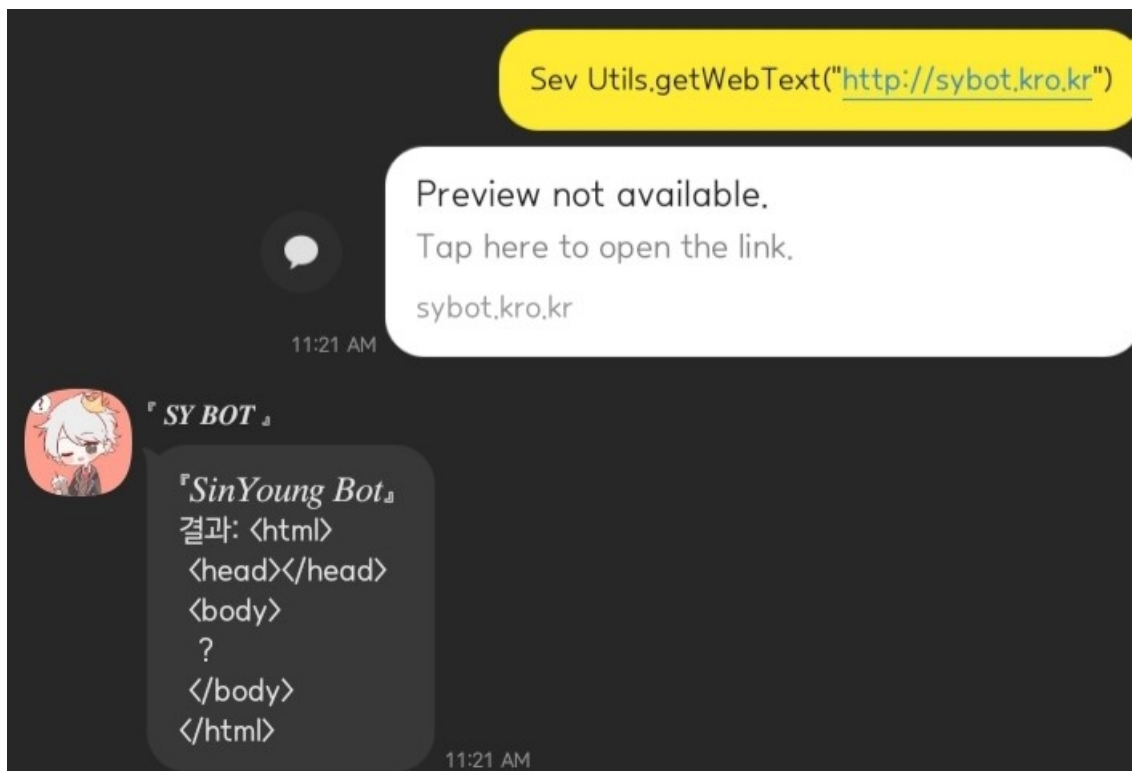 Sev Utils.getWebText("http://sybot.kro.kr")
Preview not available.
Tap here to open the link.
sybot.kro.kr
11:21 AM
?
『 SY BOT 』
『SinYoung Bot』
결과: <html>
<head></head>
<body>
?
</body>
</html>
11:21 AM